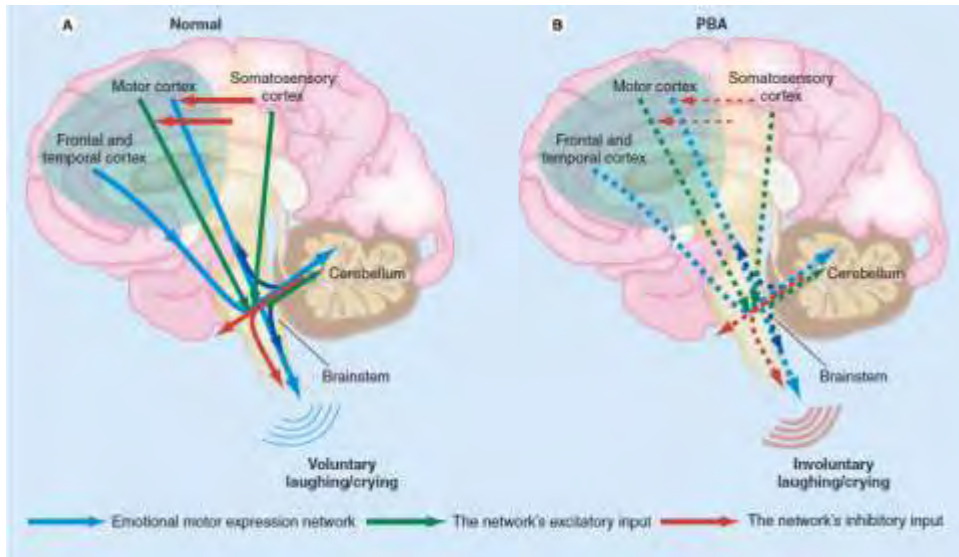 A
Normal
Motor cortex
Somatosensory
cortex
Frontal and
temporal cortex
Cerebellum
Brainstem
Voluntary
laughing/crying
B
PBA
Motor cortex
Somatosensory
cortex
Frontal and
temporal cortex
Cerebellum
Brainstem
Involuntary
laughing/crying
Emotional motor expression network
The network's excitatory input
The network's inhibitory input